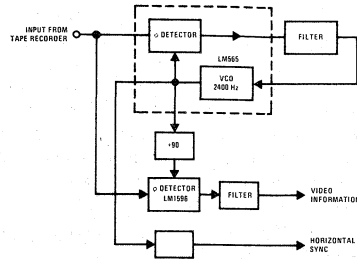 INPUT FROM
TAPE RECORDER
φ DETECTOR
FILTER
LM565
VCO
2400 Hz
+90
φ DETECTOR
LM1596
FILTER
VIDEO
INFORMATION
HORIZONTAL
SYNC